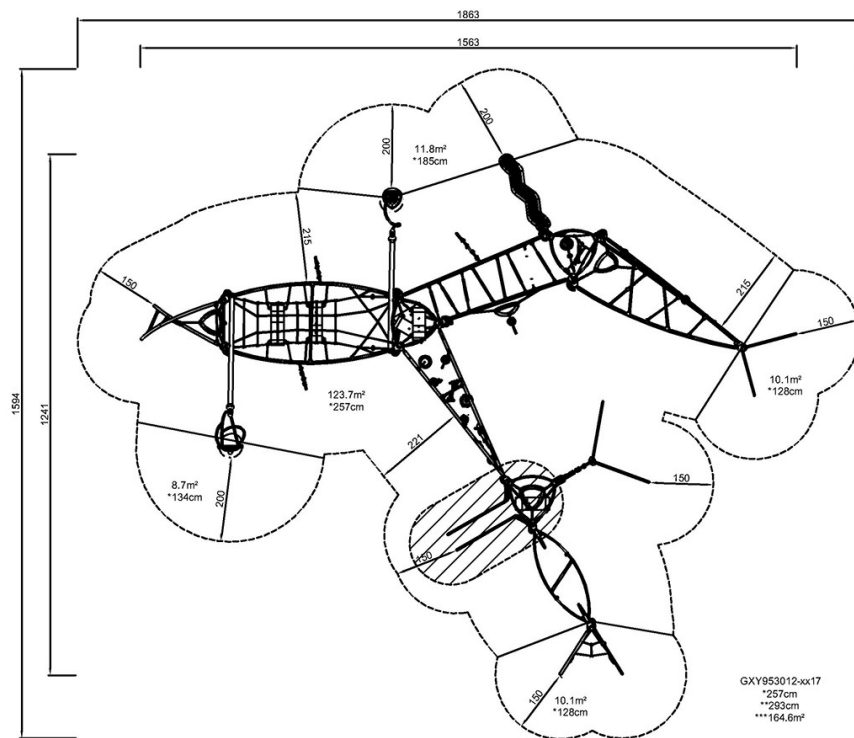 1863
1563
200
200
11.8m²
*185cm
215
150
215
150
1594
1241
123.7m²
*257cm
10.1m²
*128cm
221
8.7m²
*134cm
200
150
150
150
10.1m²
*128cm
GXY953012-xx17
*257cm
**293cm
***164.6m²